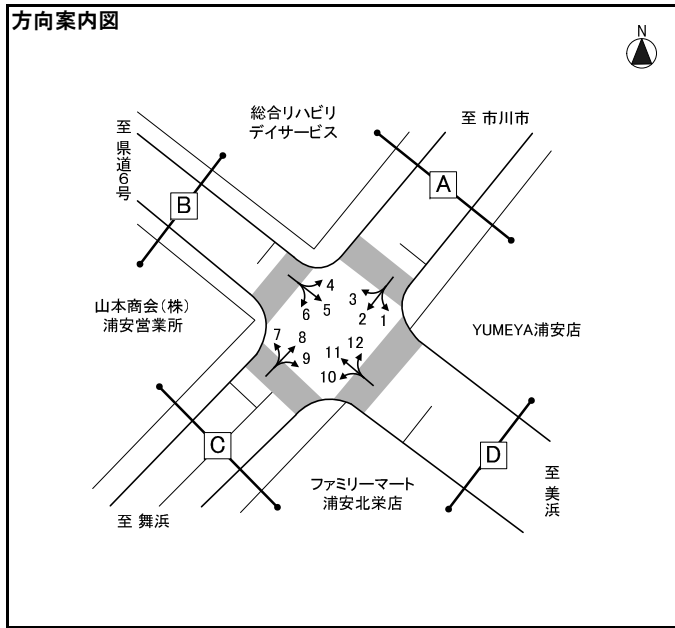 方向案内図
N
総合リハビリ
デイサービス
至 市川市
至 県道6号
A
B
山本商会(株)
浦安営業所
YUMEYA浦安店
4
5
6
3
2
1
7
8
9
11
12
10
C
D
ファミリーマート
浦安北栄店
至 舞浜
至 美浜